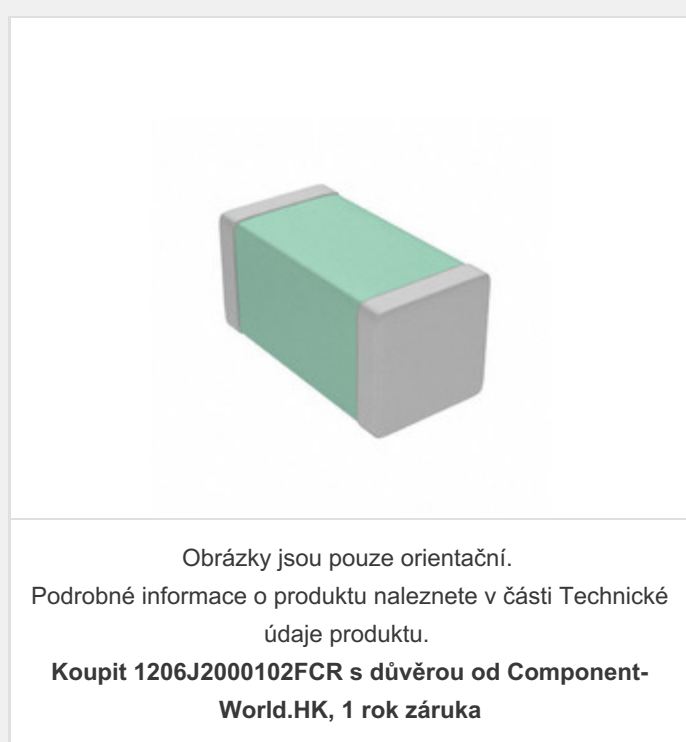 Obrázky jsou pouze orientační.
Podrobné informace o produktu naleznete v části Technické
údaje produktu.
Koupit 1206J2000102FCR s důvěrou od Component-
World.HK, 1 rok záruka